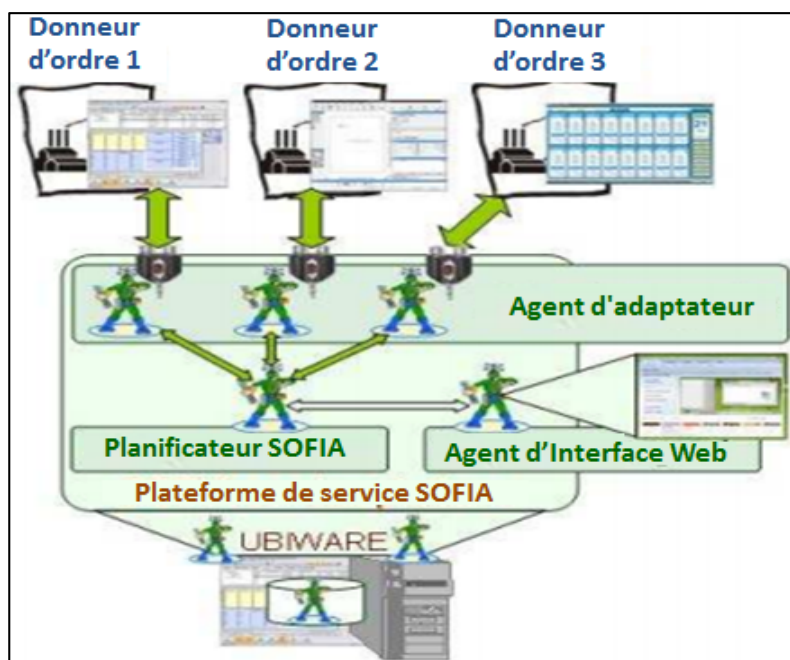 Donneur
d'ordre 1
Donneur
d'ordre 2
Donneur
d'ordre 3
Agent d'adaptateur
Planificateur SOFIA
Agent d'Interface Web
Plateforme de service SOFIA
UBIWARE